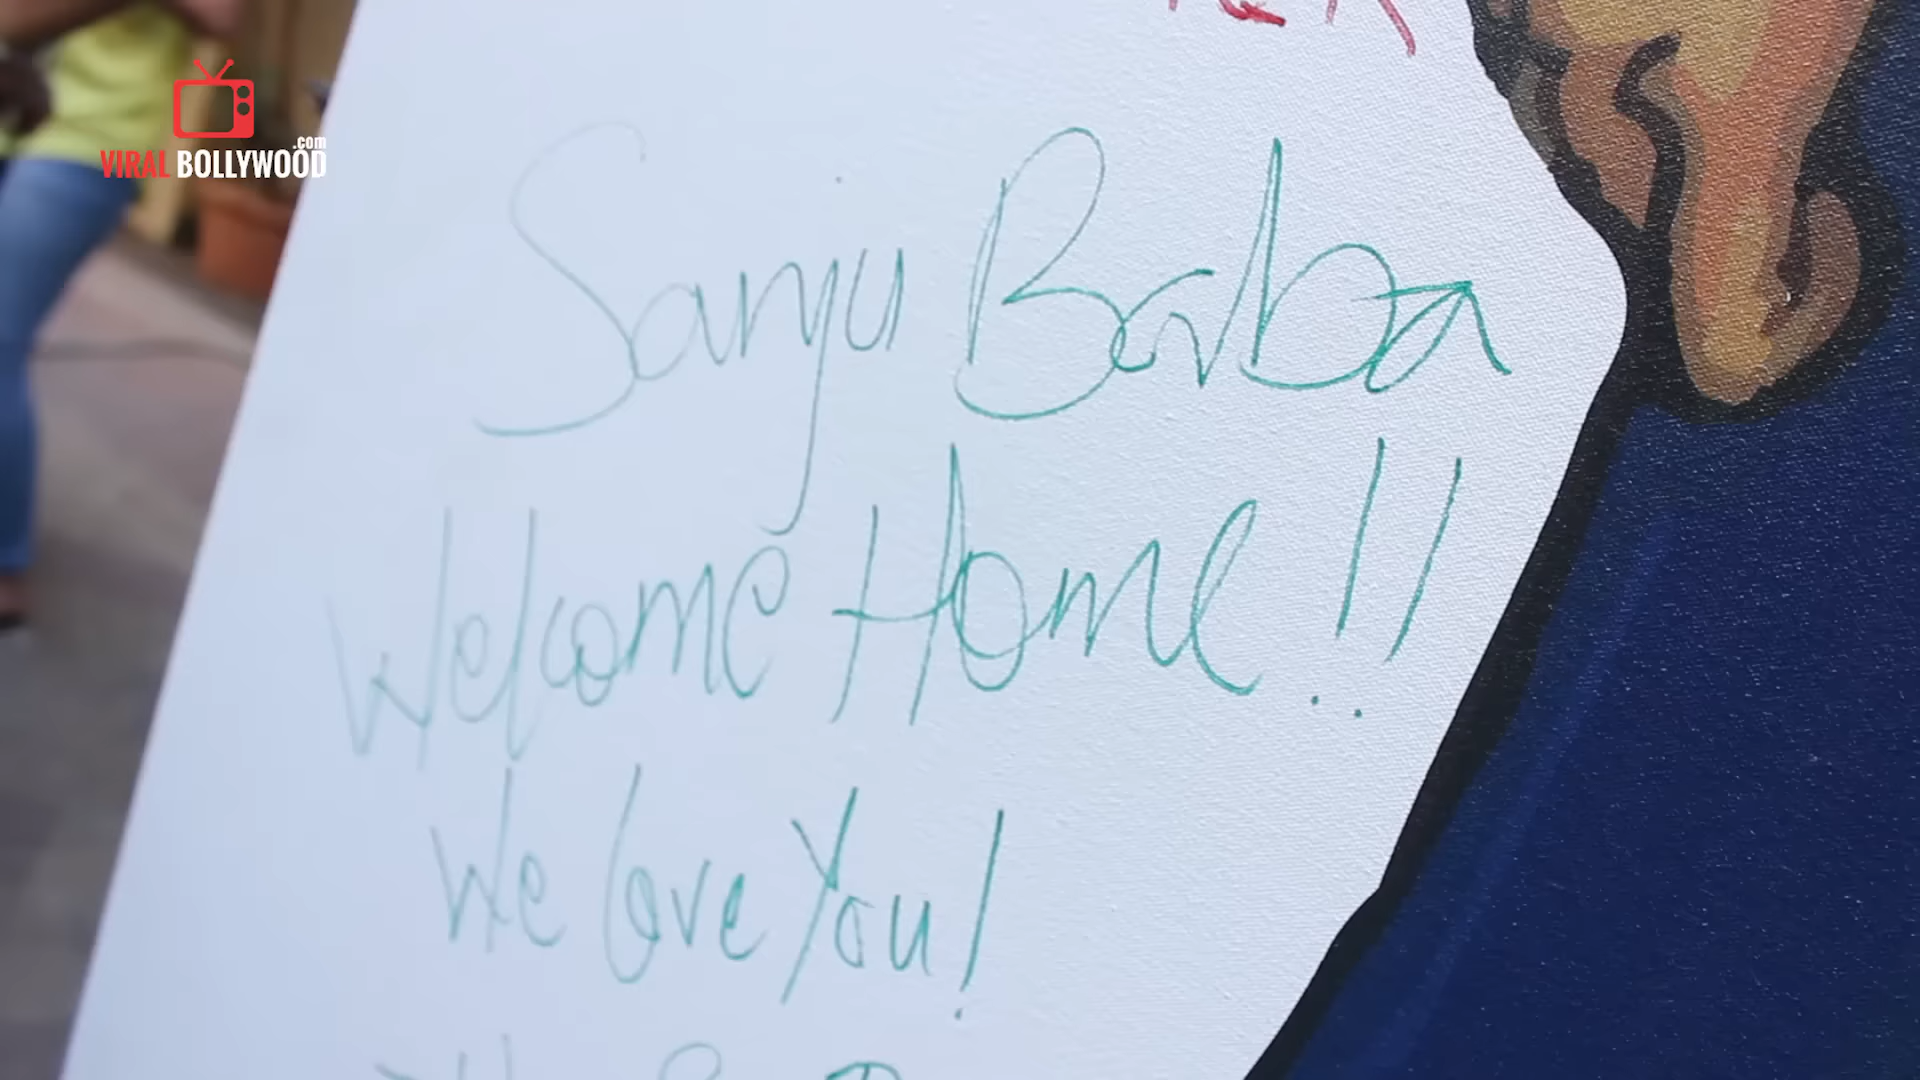 .com
VIRAL BOLLYWOOD
Sanju Baba
Welcome Home!!
We love You!